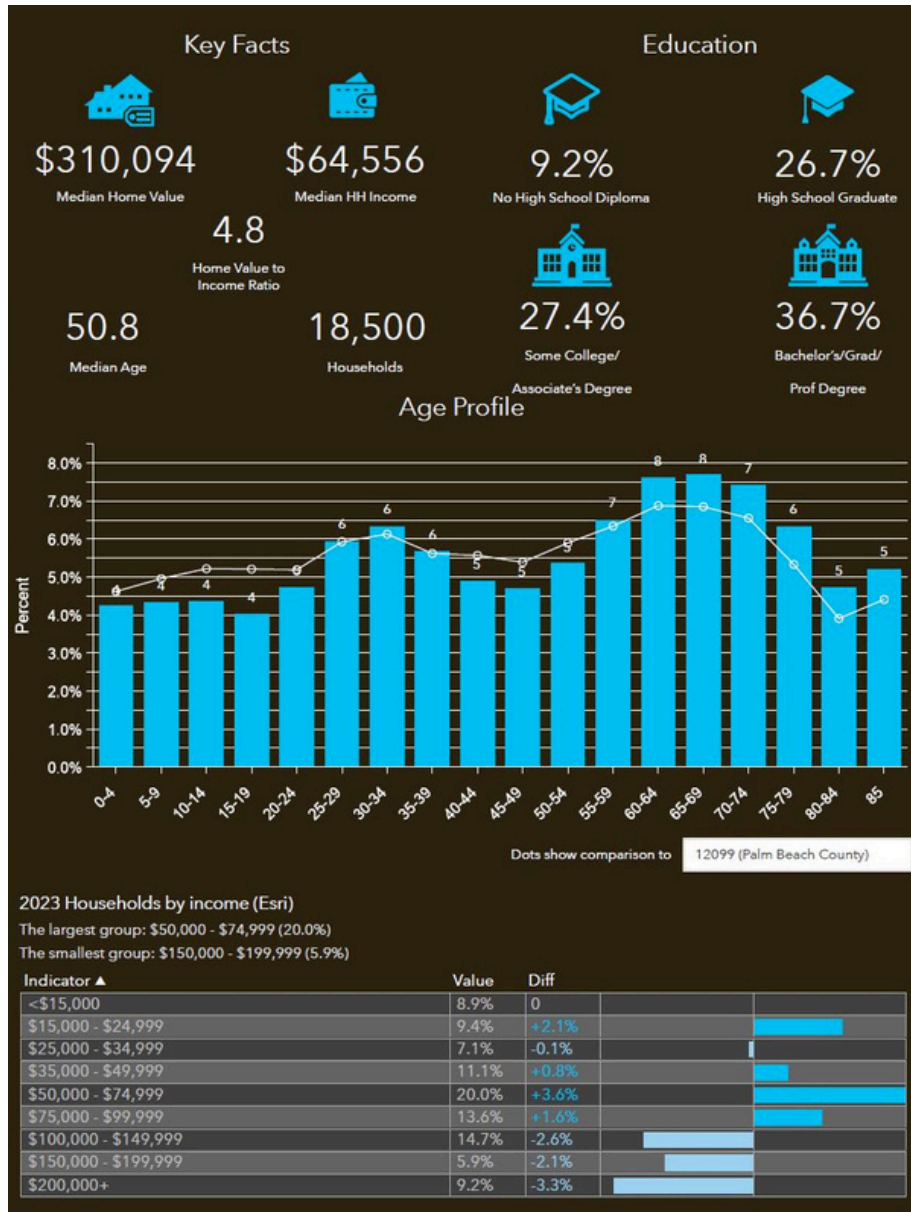 Key Facts
Education
$310,094
Median Home Value
$64,556
Median HH Income
4.8
Home Value to
Income Ratio
50.8
Median Age
18,500
Households
9.2%
No High School Diploma
26.7%
High School Graduate
27.4%
Some College/
Associate's Degree
36.7%
Bachelor's/Grad/
Prof Degree
Age Profile
Percent
8.0%
7.0%
6.0%
5.0%
4.0%
3.0%
2.0%
1.0%
0.0%
4 4 4 6 6 6 5 5 5 7 8 8 7 6 5 5
0-4 5-9 10-14 15-19 20-24 25-29 30-34 35-39 40-44 45-49 50-54 55-59 60-64 65-69 70-74 75-79 80-84 85
Dots show comparison to 12099 (Palm Beach County)
2023 Households by income (Esri)
The largest group: $50,000 - $74,999 (20.0%)
The smallest group: $150,000 - $199,999 (5.9%)
Indicator ▲ Value Diff
<$15,000 8.9% 0
$15,000 - $24,999 9.4% +2.1%
$25,000 - $34,999 7.1% -0.1%
$35,000 - $49,999 11.1% +0.8%
$50,000 - $74,999 20.0% +3.6%
$75,000 - $99,999 13.6% +1.6%
$100,000 - $149,999 14.7% -2.6%
$150,000 - $199,999 5.9% -2.1%
$200,000+ 9.2% -3.3%